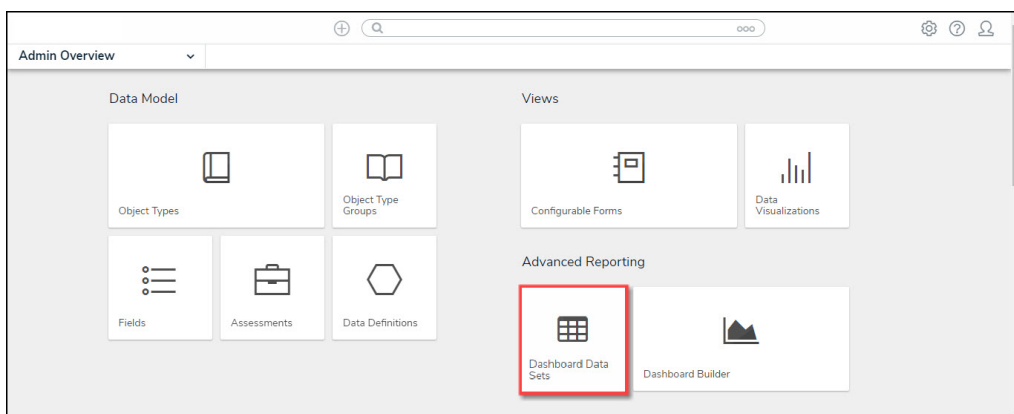 Admin Overview
Data Model
Object Types
Object Type
Groups
Fields
Assessments
Data Definitions
Views
Configurable Forms
Data
Visualizations
Advanced Reporting
Dashboard Data
Sets
Dashboard Builder